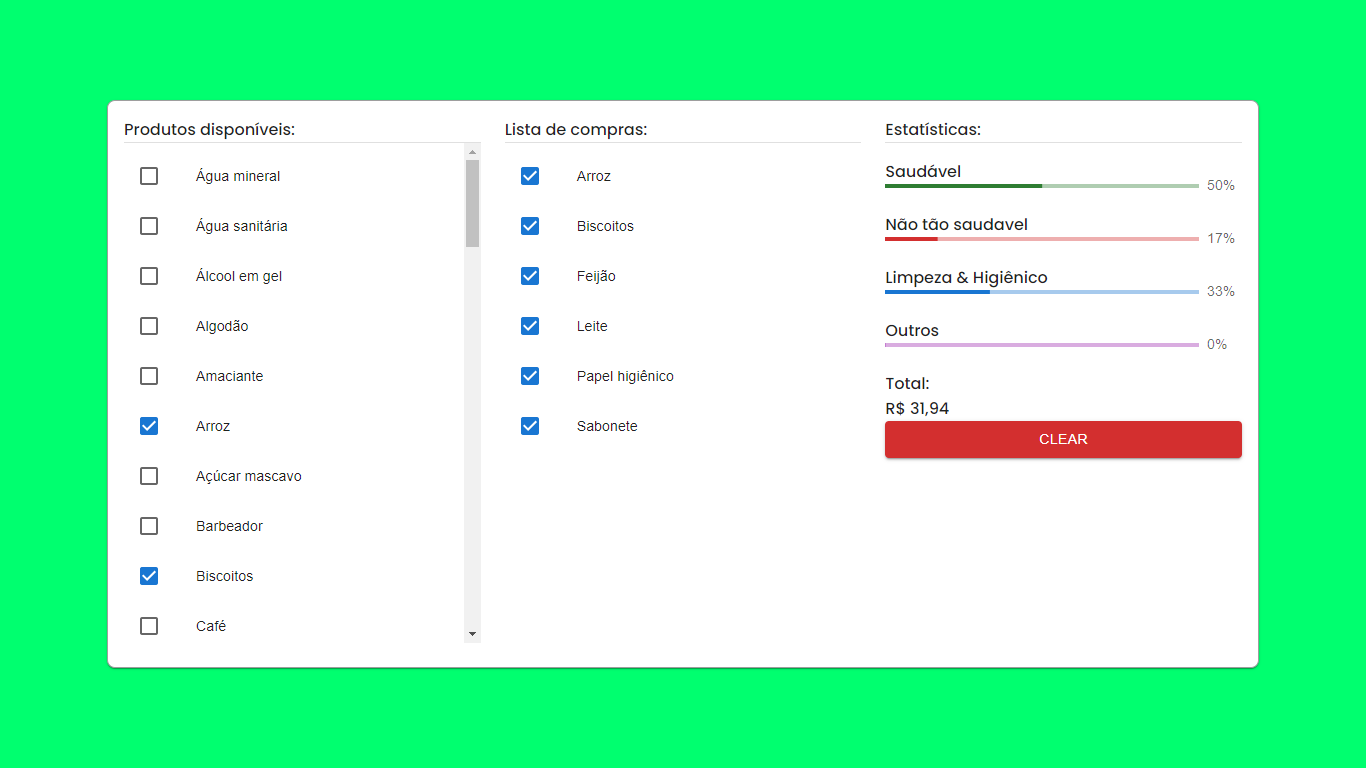 Produtos disponíveis:
Água mineral
Água sanitária
Álcool em gel
Algodão
Amaciante
Arroz
Açúcar mascavo
Barbeador
Biscoitos
Café
Lista de compras:
Arroz
Biscoitos
Feijão
Leite
Papel higiênico
Sabonete
Estatísticas:
Saudável
50%
Não tão saudavel
17%
Limpeza & Higiênico
33%
Outros
0%
Total:
R$ 31,94
CLEAR